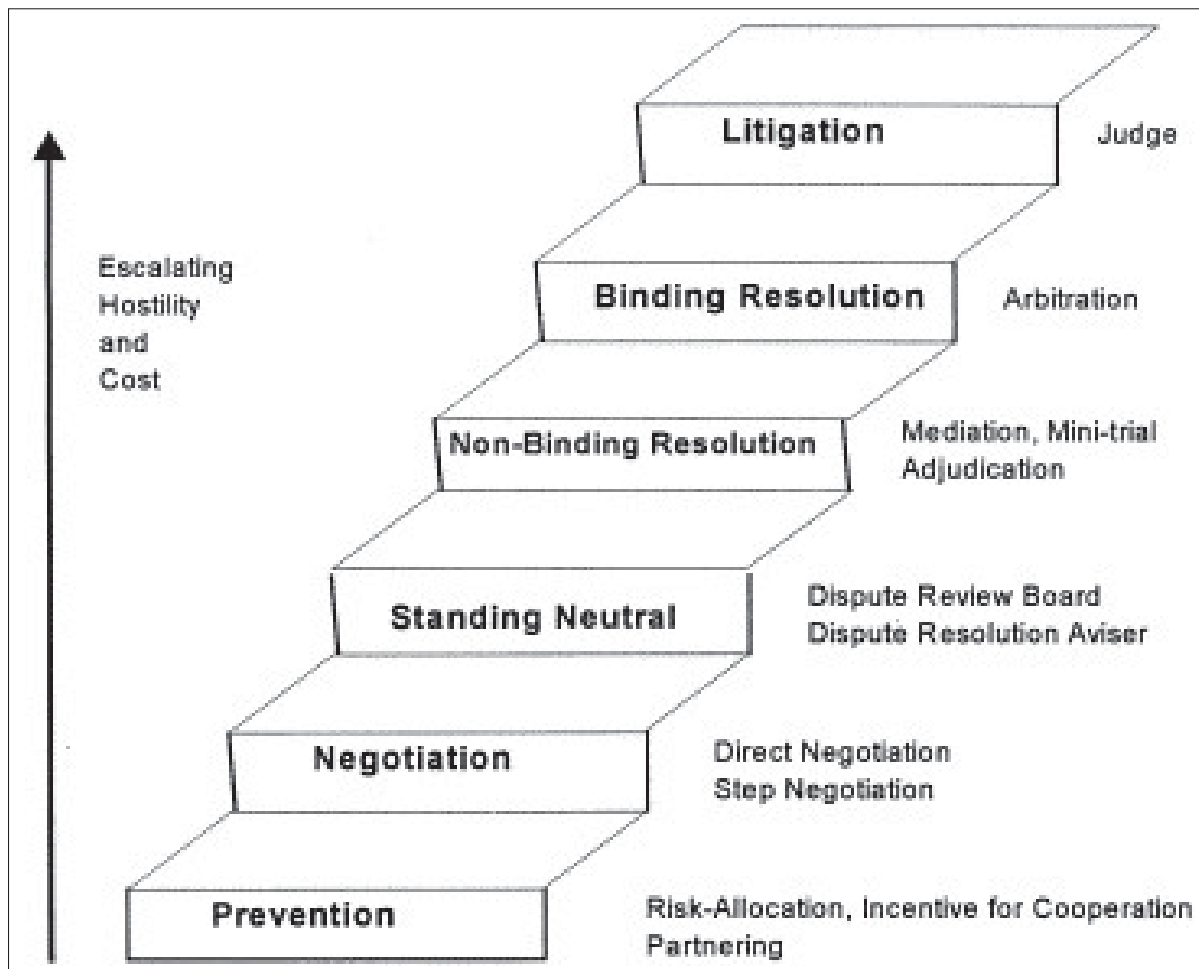 Litigation
Judge
Escalating
Hostility
and
Cost
Binding Resolution
Arbitration
Non-Binding Resolution
Mediation, Mini-trial
Adjudication
Standing Neutral
Dispute Review Board
Dispute Resolution Aviser
Negotiation
Direct Negotiation
Step Negotiation
Prevention
Risk-Allocation, Incentive for Cooperation
Partnering